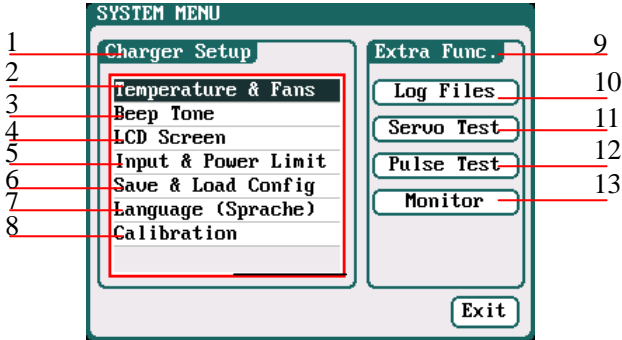 SYSTEM MENU
1
Charger Setup
Extra Func.
9
2
Temperature & Fans
Log Files
10
3
Beep Tone
4
LCD Screen
Servo Test
11
5
Input & Power Limit
Pulse Test
12
6
Save & Load Config
7
Language (Sprache)
Monitor
13
8
Calibration
Exit